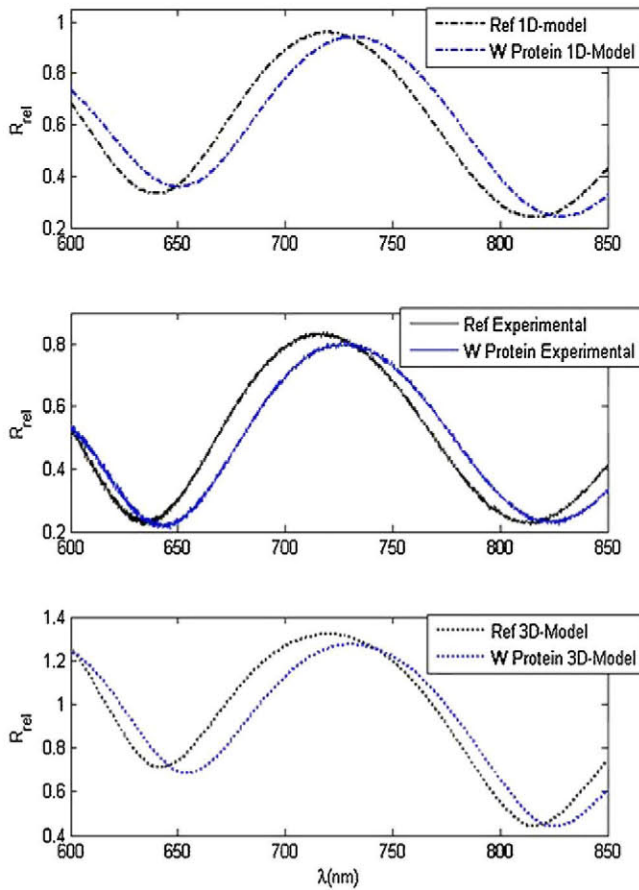 Ref 1D-model
W Protein 1D-Model
R_rel
1
0.8
0.6
0.4
0.2
600 650 700 750 800 850
Ref Experimental
W Protein Experimental
R_rel
0.8
0.6
0.4
0.2
600 650 700 750 800 850
Ref 3D-Model
W Protein 3D-Model
R_rel
1.4
1.2
1
0.8
0.6
0.4
600 650 700 750 800 850
λ(nm)